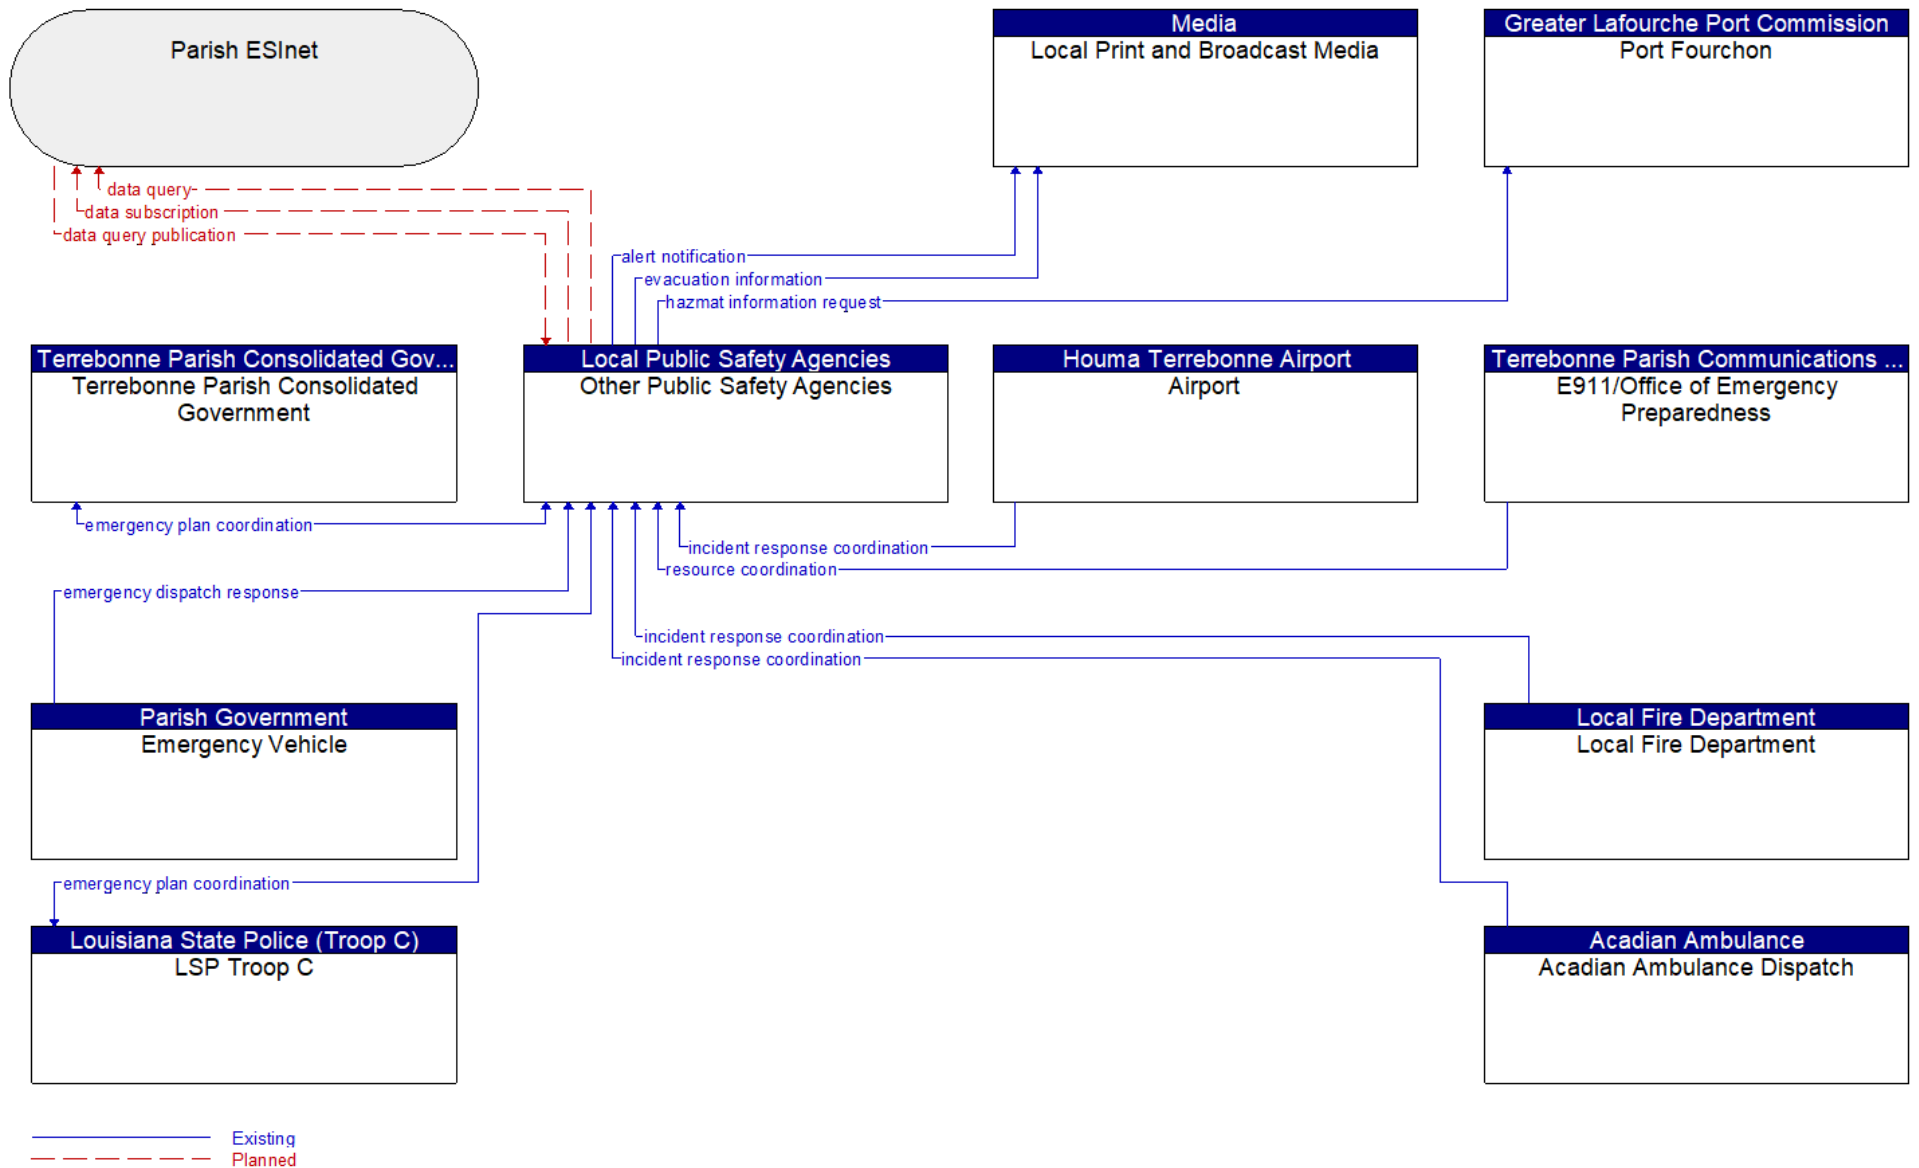 Parish ESInet
Media
Local Print and Broadcast Media
Greater Lafourche Port Commission
Port Fourchon
data query
data subscription
data query publication
alert notification
evacuation information
hazmat information request
Terrebonne Parish Consolidated Gov...
Terrebonne Parish Consolidated
Government
Local Public Safety Agencies
Other Public Safety Agencies
Houma Terrebonne Airport
Airport
Terrebonne Parish Communications ...
E911/Office of Emergency
Preparedness
emergency plan coordination
incident response coordination
resource coordination
emergency dispatch response
incident response coordination
incident response coordination
Parish Government
Emergency Vehicle
Local Fire Department
Local Fire Department
emergency plan coordination
Louisiana State Police (Troop C)
LSP Troop C
Acadian Ambulance
Acadian Ambulance Dispatch
Existing
Planned